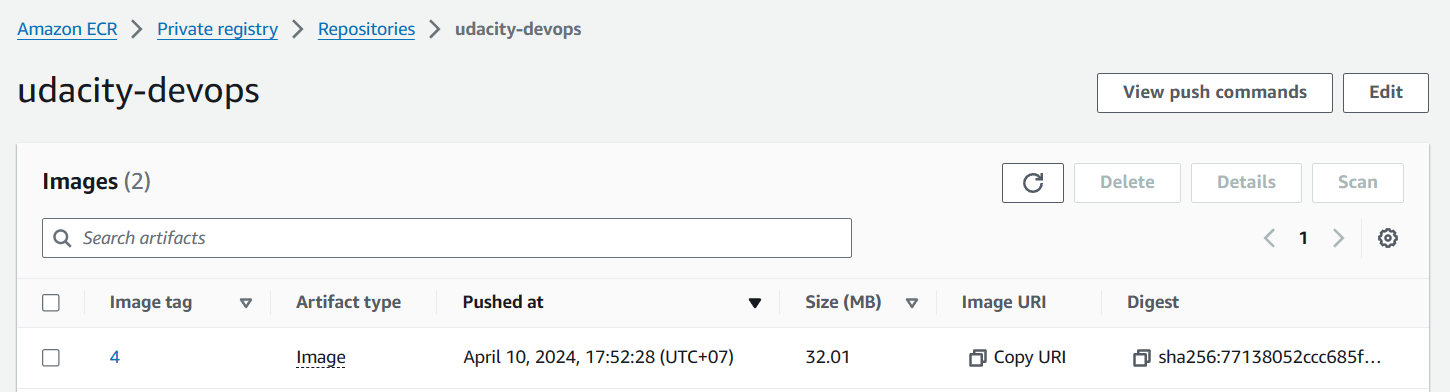 Amazon ECR Private registry Repositories udacity-devops
udacity-devops
View push commands Edit
Images (2)
Delete Details Scan
Search artifacts
1
Image tag Artifact type Pushed at Size (MB) Image URI Digest
4 Image April 10, 2024, 17:52:28 (UTC+07) 32.01 Copy URI sha256:77138052ccc685f...